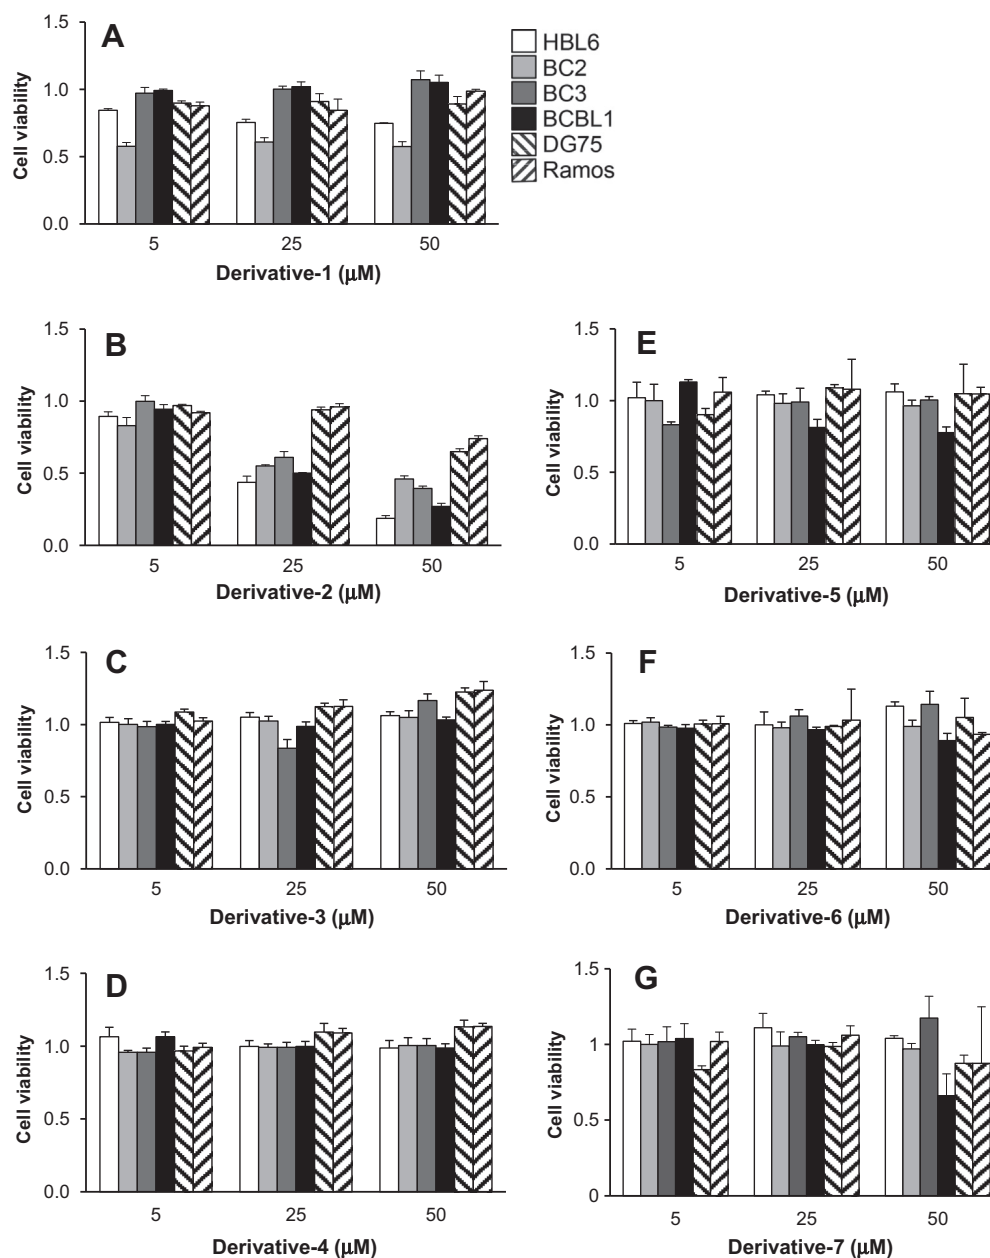 A
Cell viability
1.5
1.0
0.5
0.0
5 25 50
Derivative-1 (μM)
HBL6
BC2
BC3
BCBL1
DG75
Ramos
B
Cell viability
1.5
1.0
0.5
0.0
5 25 50
Derivative-2 (μM)
E
Cell viability
1.5
1.0
0.5
0.0
5 25 50
Derivative-5 (μM)
C
Cell viability
1.5
1.0
0.5
0.0
5 25 50
Derivative-3 (μM)
F
Cell viability
1.5
1.0
0.5
0.0
5 25 50
Derivative-6 (μM)
D
Cell viability
1.5
1.0
0.5
0.0
5 25 50
Derivative-4 (μM)
G
Cell viability
1.5
1
0.5
0
5 25 50
Derivative-7 (μM)